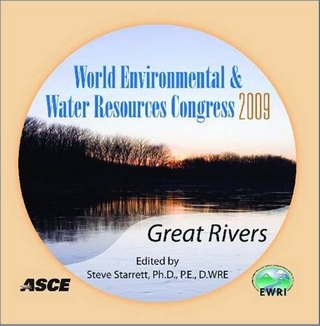 World Environmental &
Water Resources Congress 2009
Great Rivers
Edited by
Steve Starrett, Ph.D., P.E., D.WRE
ASCE
EWRI